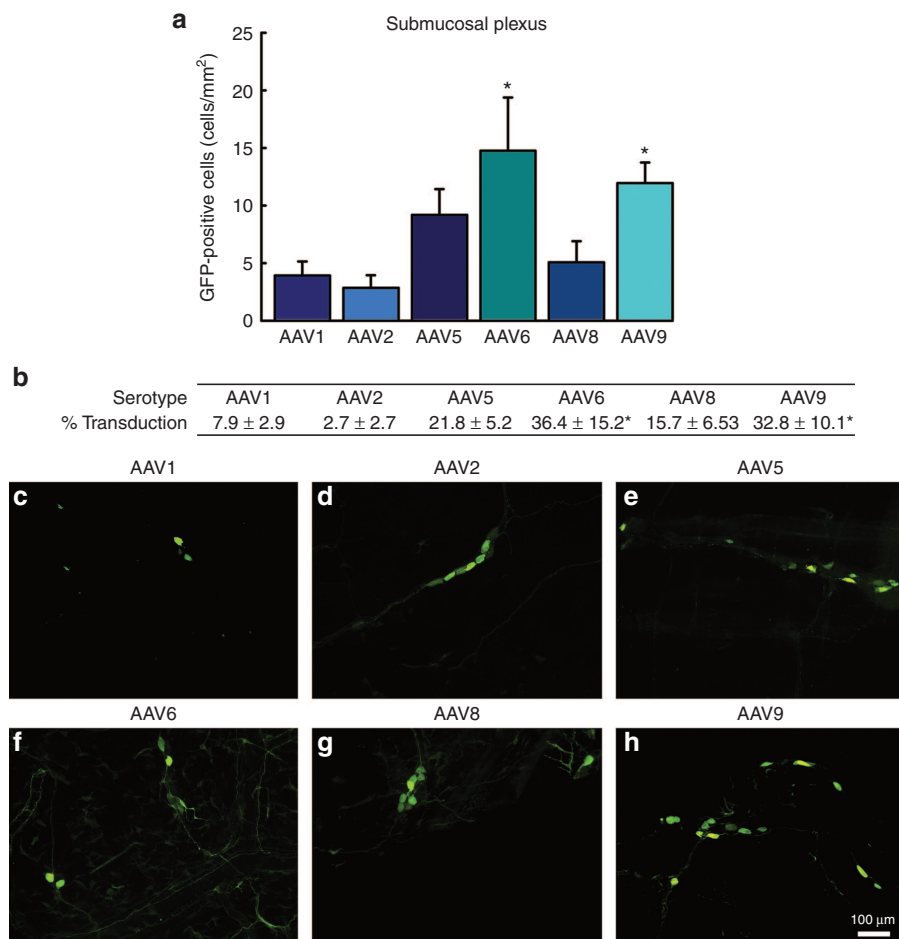 a
Submucosal plexus
GFP-positive cells (cells/mm²)
25
20
15
10
5
0
*
*
AAV1 AAV2 AAV5 AAV6 AAV8 AAV9
b
Serotype AAV1 AAV2 AAV5 AAV6 AAV8 AAV9
% Transduction 7.9 ± 2.9 2.7 ± 2.7 21.8 ± 5.2 36.4 ± 15.2* 15.7 ± 6.53 32.8 ± 10.1*
AAV1 AAV2 AAV5
c d e
AAV6 AAV8 AAV9
f g h
100 µm